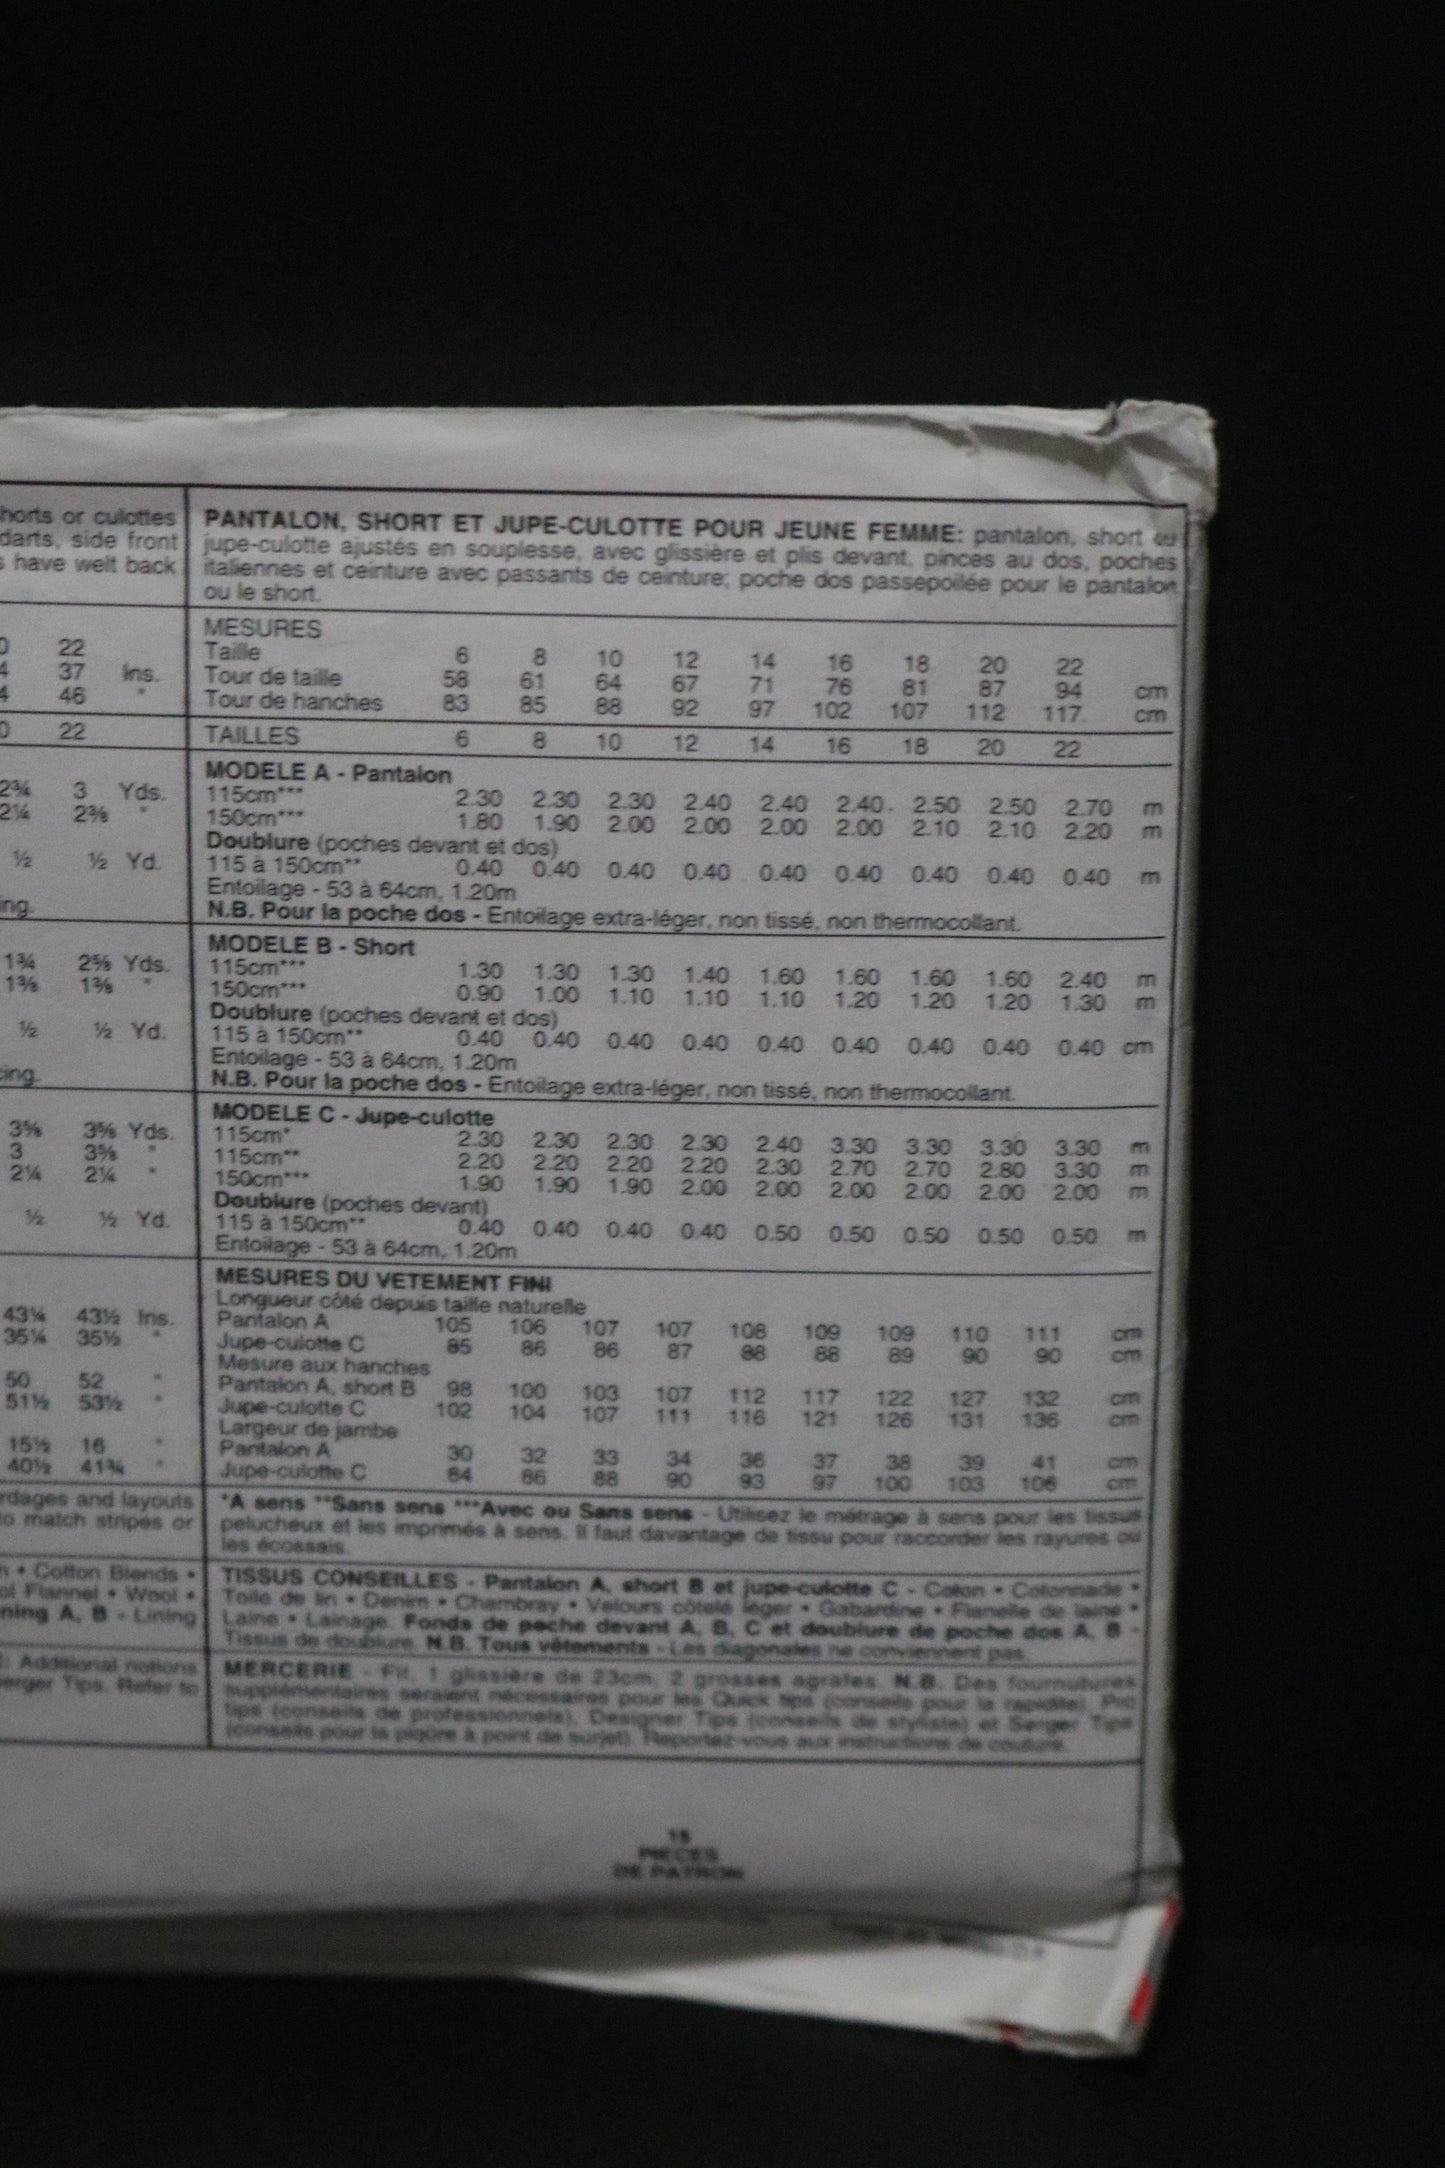 horts or culottes
darts, side front
s have welt back
0 22
4 37 Ins.
4 46 "
0 22
2¾ 3 Yds.
2¼ 2⅜ "
½ ½ Yd.
ing.
1¾ 2⅝ Yds.
1⅜ 1⅜ "
½ ½ Yd.
cing.
3⅝ 3⅝ Yds.
3 3⅝ "
2¼ 2¼ "
½ ½ Yd.
43¼ 43½ Ins.
35¼ 35½ "
50 52 "
51½ 53½ "
15½ 16 "
40½ 41¾ "
rdages and layouts
to match stripes or
n • Cotton Blends •
ol Flannel • Wool •
ning A, B - Lining
: Additional notions
erger Tips. Refer to
PANTALON, SHORT ET JUPE-CULOTTE POUR JEUNE FEMME: pantalon, short ou
jupe-culotte ajustés en souplesse, avec glissière et plis devant, pinces au dos, poches
italiennes et ceinture avec passants de ceinture; poche dos passepoilée pour le pantalon
ou le short.
MESURES
Taille 6 8 10 12 14 16 18 20 22
Tour de taille 58 61 64 67 71 76 81 87 94 cm
Tour de hanches 83 85 88 92 97 102 107 112 117 cm
TAILLES 6 8 10 12 14 16 18 20 22
MODELE A - Pantalon
115cm*** 2.30 2.30 2.30 2.40 2.40 2.40 2.50 2.50 2.70 m
150cm*** 1.80 1.90 2.00 2.00 2.00 2.00 2.10 2.10 2.20 m
Doublure (poches devant et dos)
115 à 150cm** 0.40 0.40 0.40 0.40 0.40 0.40 0.40 0.40 0.40 m
Entoilage - 53 à 64cm, 1.20m
N.B. Pour la poche dos - Entoilage extra-léger, non tissé, non thermocollant.
MODELE B - Short
115cm*** 1.30 1.30 1.30 1.40 1.60 1.60 1.60 1.60 2.40 m
150cm*** 0.90 1.00 1.10 1.10 1.10 1.20 1.20 1.20 1.30 m
Doublure (poches devant et dos)
115 à 150cm** 0.40 0.40 0.40 0.40 0.40 0.40 0.40 0.40 0.40 cm
Entoilage - 53 à 64cm, 1.20m
N.B. Pour la poche dos - Entoilage extra-léger, non tissé, non thermocollant.
MODELE C - Jupe-culotte
115cm* 2.30 2.30 2.30 2.30 2.40 3.30 3.30 3.30 3.30 m
115cm** 2.20 2.20 2.20 2.20 2.30 2.70 2.70 2.80 3.30 m
150cm*** 1.90 1.90 1.90 2.00 2.00 2.00 2.00 2.00 2.00 m
Doublure (poches devant)
115 à 150cm** 0.40 0.40 0.40 0.40 0.50 0.50 0.50 0.50 0.50 m
Entoilage - 53 à 64cm, 1.20m
MESURES DU VETEMENT FINI
Longueur côté depuis taille naturelle
Pantalon A 105 106 107 107 108 109 109 110 111 cm
Jupe-culotte C 85 86 86 87 88 88 89 90 90 cm
Mesure aux hanches
Pantalon A, short B 98 100 103 107 112 117 122 127 132 cm
Jupe-culotte C 102 104 107 111 116 121 126 131 136 cm
Largeur de jambe
Pantalon A 30 32 33 34 36 37 38 39 41 cm
Jupe-culotte C 84 86 88 90 93 97 100 103 106 cm
*A sens **Sans sens ***Avec ou Sans sens - Utilisez le métrage à sens pour les tissus
pelucheux et les imprimés à sens. Il faut davantage de tissu pour raccorder les rayures ou
les écossais.
TISSUS CONSEILLES - Pantalon A, short B et jupe-culotte C - Coton • Cotonnade •
Toile de lin • Denim • Chambray • Velours côtelé léger • Gabardine • Flanelle de laine •
Laine • Lainage. Fonds de poche devant A, B, C et doublure de poche dos A, B -
Tissus de doublure. N.B. Tous vêtements - Les diagonales ne conviennent pas.
MERCERIE - Fil, 1 glissière de 23cm, 2 grosses agrafes. N.B. Des fournitures
supplémentaires seraient nécessaires pour les Quick tips (conseils pour la rapidité), Pro
tips (conseils de professionnels), Designer Tips (conseils de styliste) et Serger Tips
(conseils pour la piqûre à point de surjet). Reportez-vous aux instructions de couture.
15
PIECES
DE PATRON